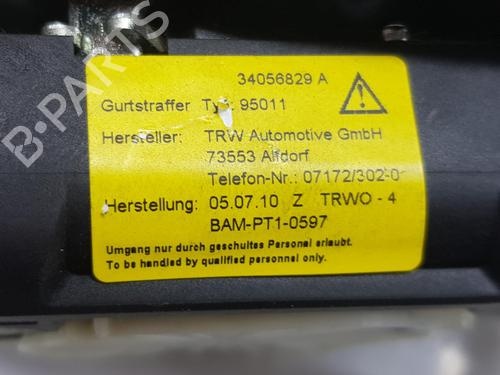 34056829 A
Gurtstraffer Typ: 95011
Hersteller: TRW Automotive GmbH
73553 Alfdorf
Telefon-Nr.: 07172/302-0
Herstellung: 05.07.10 Z TRWO - 4
BAM-PT1-0597
Umgang nur durch geschultes Personal erlaubt.
To be handled by qualified personnel only.
B-PARTS